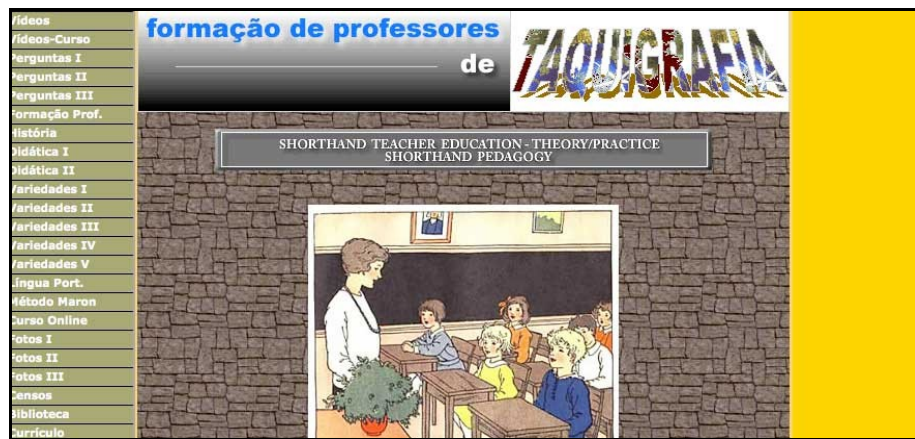 Vídeos
Vídeos-Curso
Perguntas I
Perguntas II
Perguntas III
Formação Prof.
História
Didática I
Didática II
Variedades I
Variedades II
Variedades III
Variedades IV
Variedades V
Língua Port.
Método Maron
Curso Online
Fotos I
Fotos II
Fotos III
Censos
Biblioteca
Currículo
formação de professores
de
TAQUIGRAFIA
SHORTHAND TEACHER EDUCATION - THEORY/PRACTICE
SHORTHAND PEDAGOGY